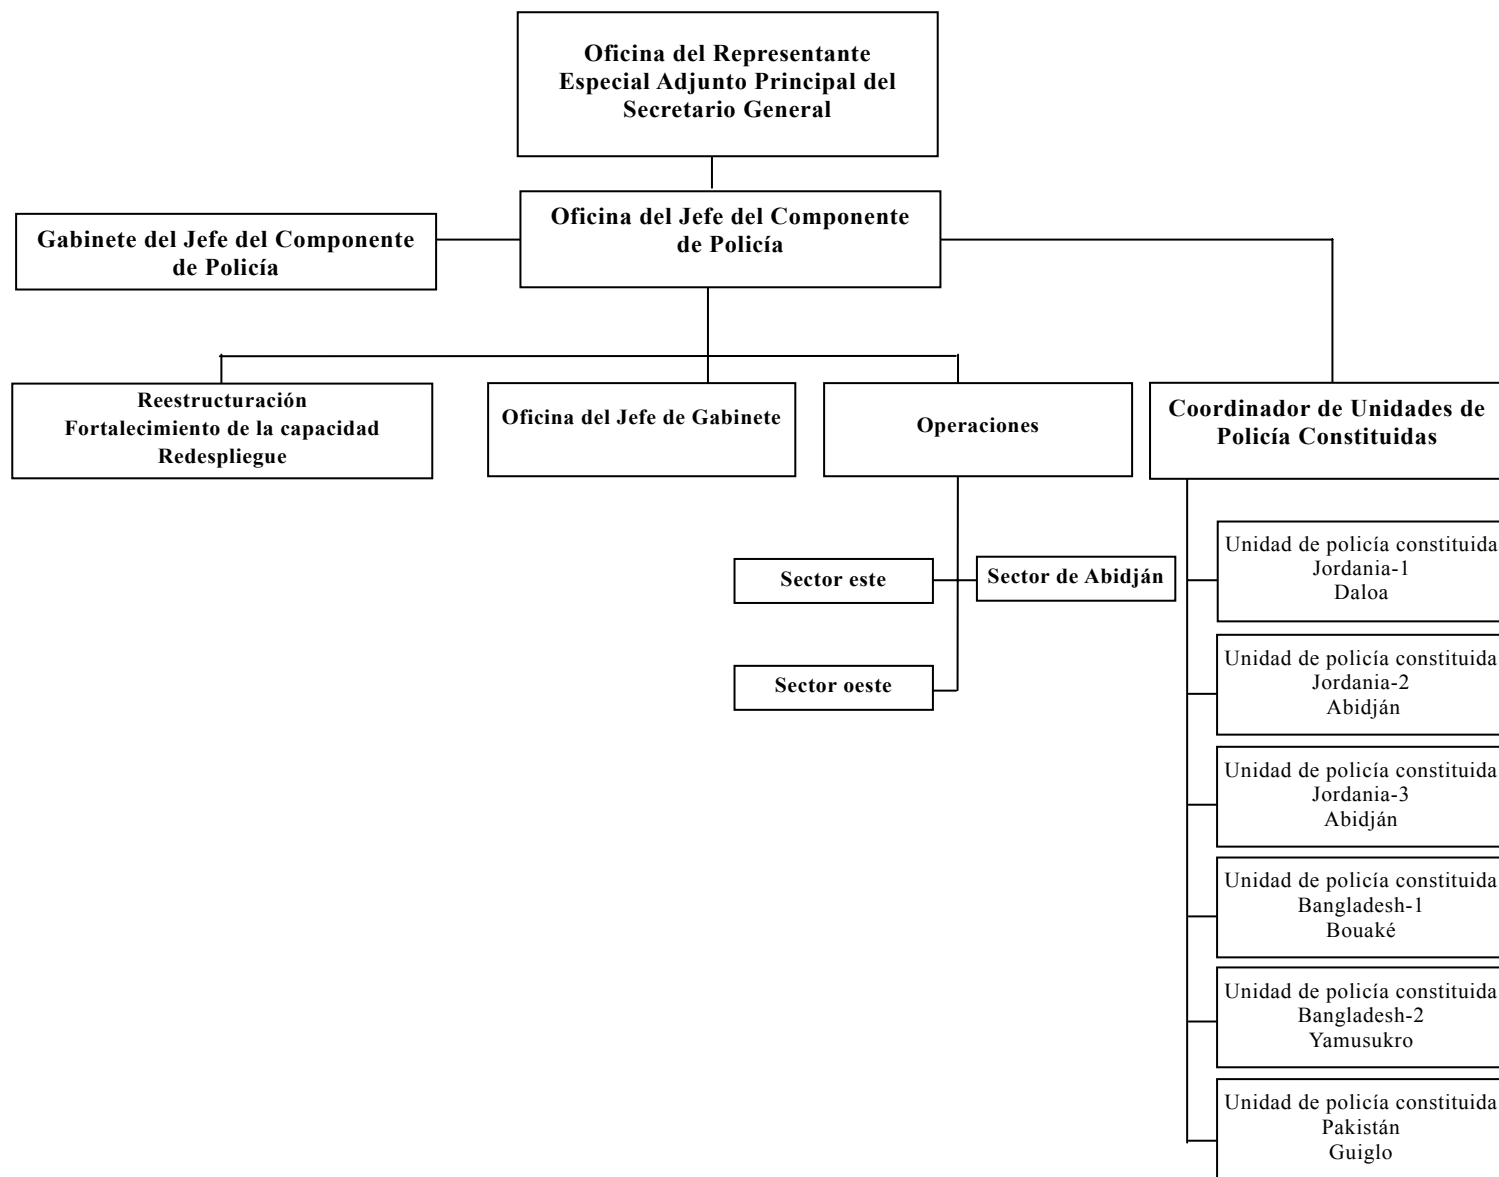 Oficina del Representante
Especial Adjunto Principal del
Secretario General
Gabinete del Jefe del Componente
de Policía
Oficina del Jefe del Componente
de Policía
Reestructuración
Fortalecimiento de la capacidad
Redespliegue
Oficina del Jefe de Gabinete
Operaciones
Coordinador de Unidades de
Policía Constituidas
Sector este
Sector de Abidján
Sector oeste
Unidad de policía constituida
Jordania-1
Daloa
Unidad de policía constituida
Jordania-2
Abidján
Unidad de policía constituida
Jordania-3
Abidján
Unidad de policía constituida
Bangladesh-1
Bouaké
Unidad de policía constituida
Bangladesh-2
Yamusukro
Unidad de policía constituida
Pakistán
Guiglo